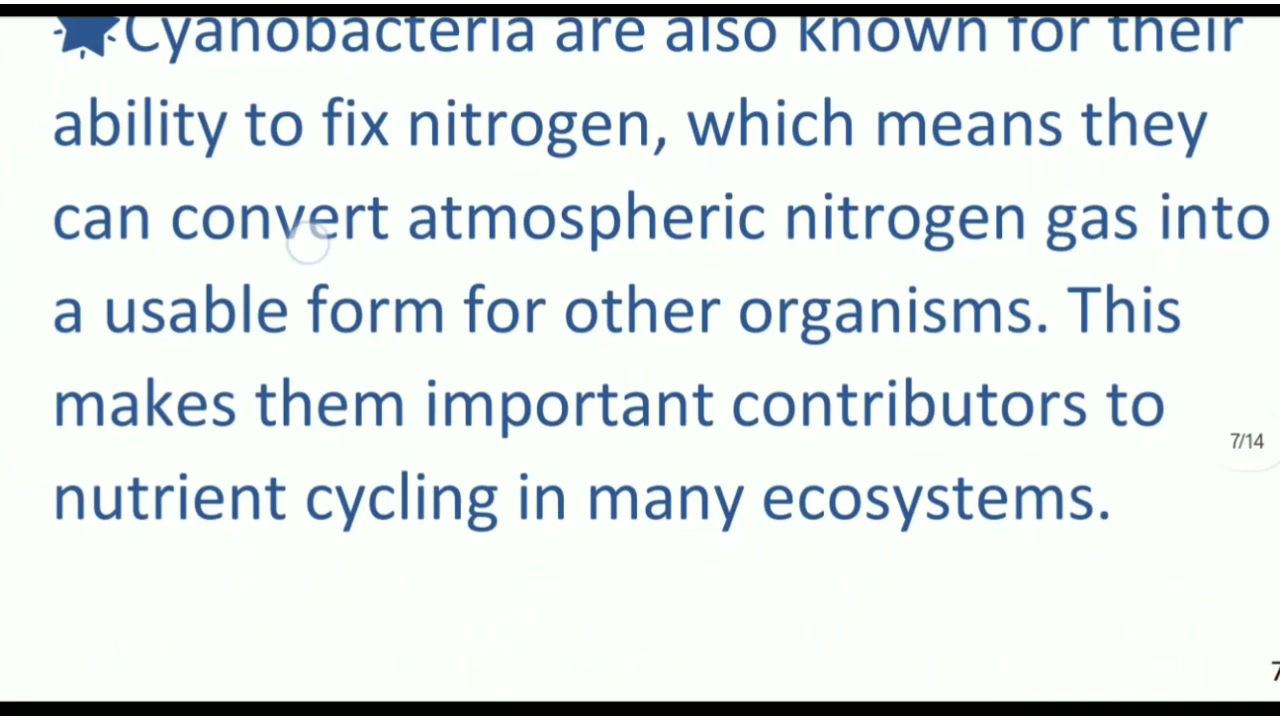 Cyanobacteria are also known for their
ability to fix nitrogen, which means they
can convert atmospheric nitrogen gas into
a usable form for other organisms. This
makes them important contributors to
7/14
nutrient cycling in many ecosystems.
7